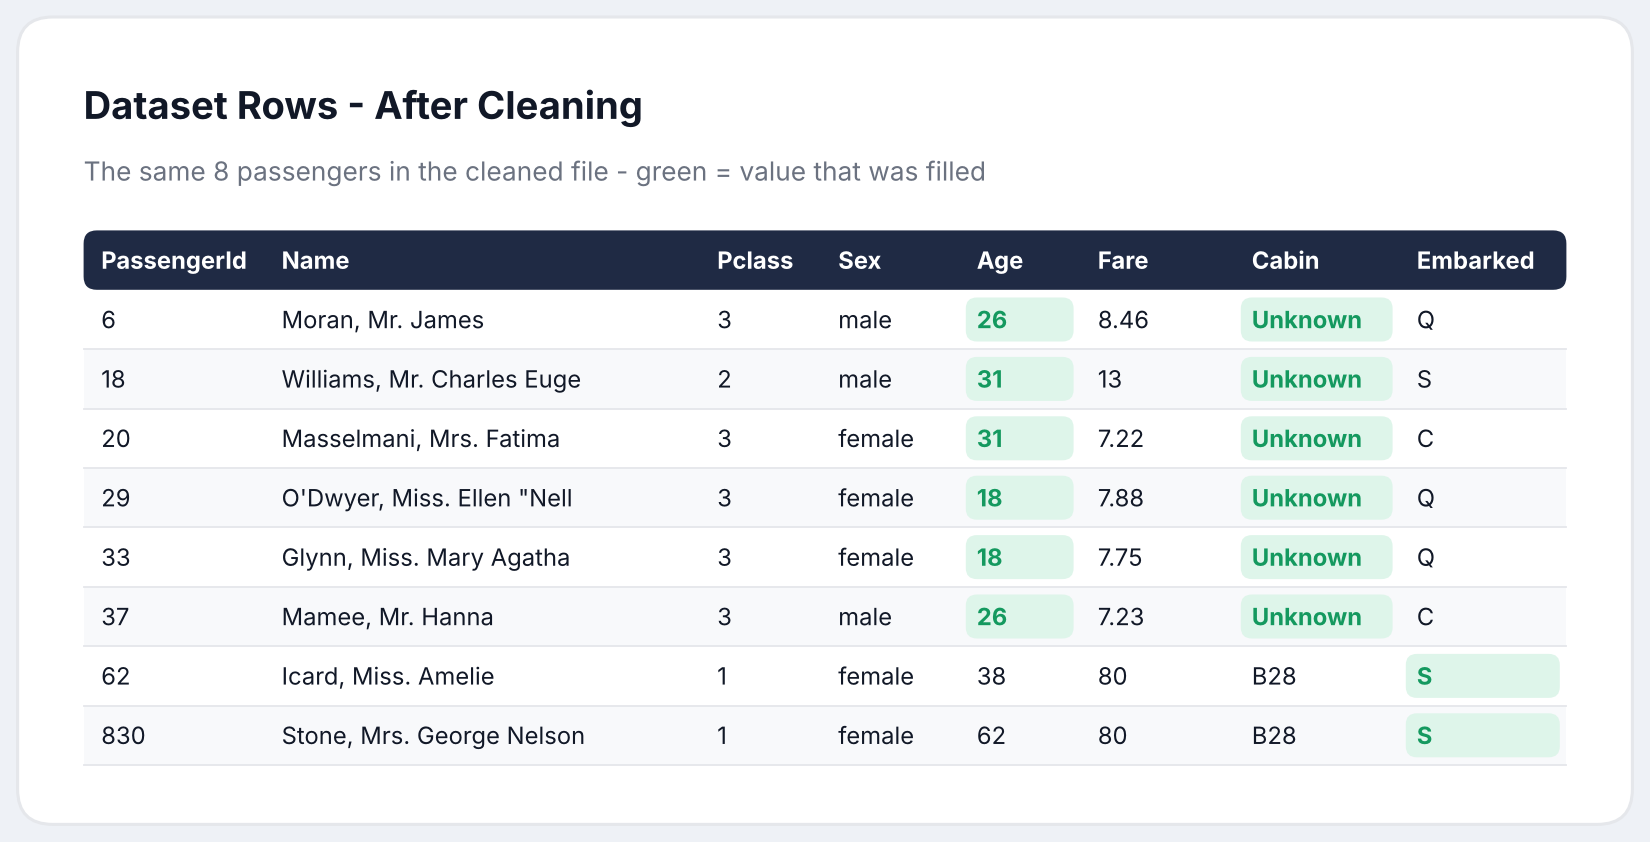 Dataset Rows - After Cleaning
The same 8 passengers in the cleaned file - green = value that was filled
PassengerId Name Pclass Sex Age Fare Cabin Embarked
6 Moran, Mr. James 3 male 26 8.46 Unknown Q
18 Williams, Mr. Charles Euge 2 male 31 13 Unknown S
20 Masselmani, Mrs. Fatima 3 female 31 7.22 Unknown C
29 O'Dwyer, Miss. Ellen "Nell 3 female 18 7.88 Unknown Q
33 Glynn, Miss. Mary Agatha 3 female 18 7.75 Unknown Q
37 Mamee, Mr. Hanna 3 male 26 7.23 Unknown C
62 Icard, Miss. Amelie 1 female 38 80 B28 S
830 Stone, Mrs. George Nelson 1 female 62 80 B28 S